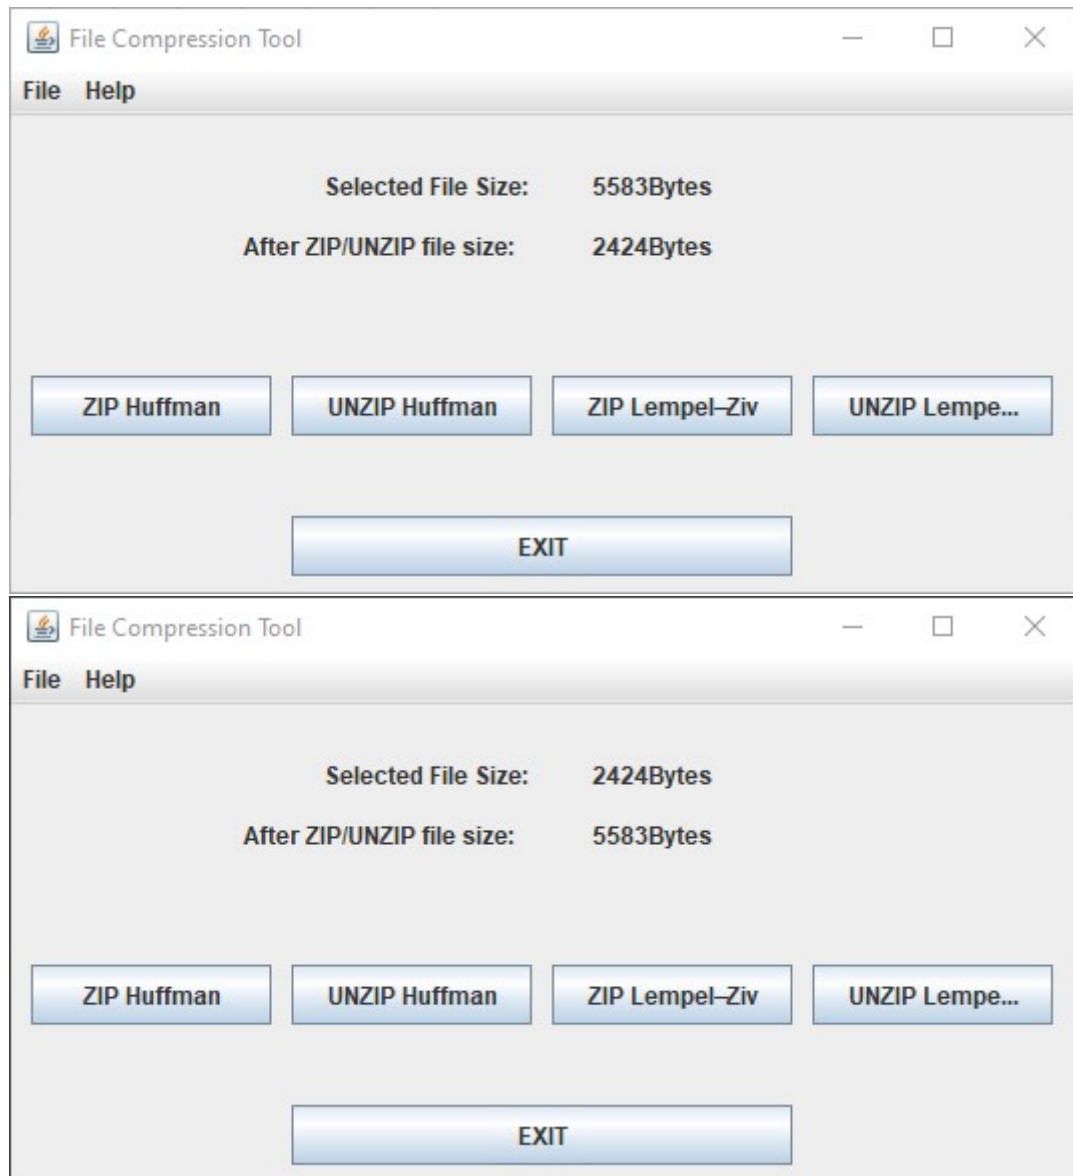 File Compression Tool
File Help
Selected File Size: 5583Bytes
After ZIP/UNZIP file size: 2424Bytes
ZIP Huffman UNZIP Huffman ZIP Lempel–Ziv UNZIP Lempe...
EXIT
File Compression Tool
File Help
Selected File Size: 2424Bytes
After ZIP/UNZIP file size: 5583Bytes
ZIP Huffman UNZIP Huffman ZIP Lempel–Ziv UNZIP Lempe...
EXIT